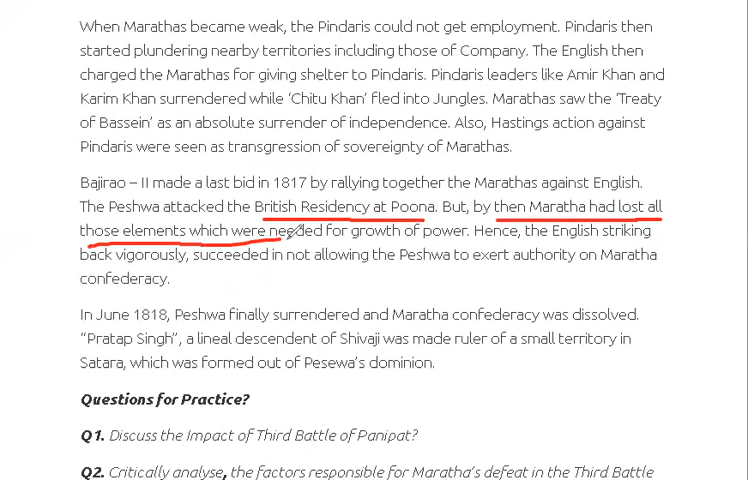 When Marathas became weak, the Pindaris could not get employment. Pindaris then
started plundering nearby territories including those of Company. The English then
charged the Marathas for giving shelter to Pindaris. Pindaris leaders like Amir Khan and
Karim Khan surrendered while ‘Chitu Khan’ fled into Jungles. Marathas saw the ‘Treaty
of Bassein’ as an absolute surrender of independence. Also, Hastings action against
Pindaris were seen as transgression of sovereignty of Marathas.
Bajirao – II made a last bid in 1817 by rallying together the Marathas against English.
The Peshwa attacked the British Residency at Poona. But, by then Maratha had lost all
those elements which were needed for growth of power. Hence, the English striking
back vigorously, succeeded in not allowing the Peshwa to exert authority on Maratha
confederacy.
In June 1818, Peshwa finally surrendered and Maratha confederacy was dissolved.
“Pratap Singh”, a lineal descendent of Shivaji was made ruler of a small territory in
Satara, which was formed out of Pesewa’s dominion.
Questions for Practice?
Q1. Discuss the Impact of Third Battle of Panipat?
Q2. Critically analyse, the factors responsible for Maratha’s defeat in the Third Battle